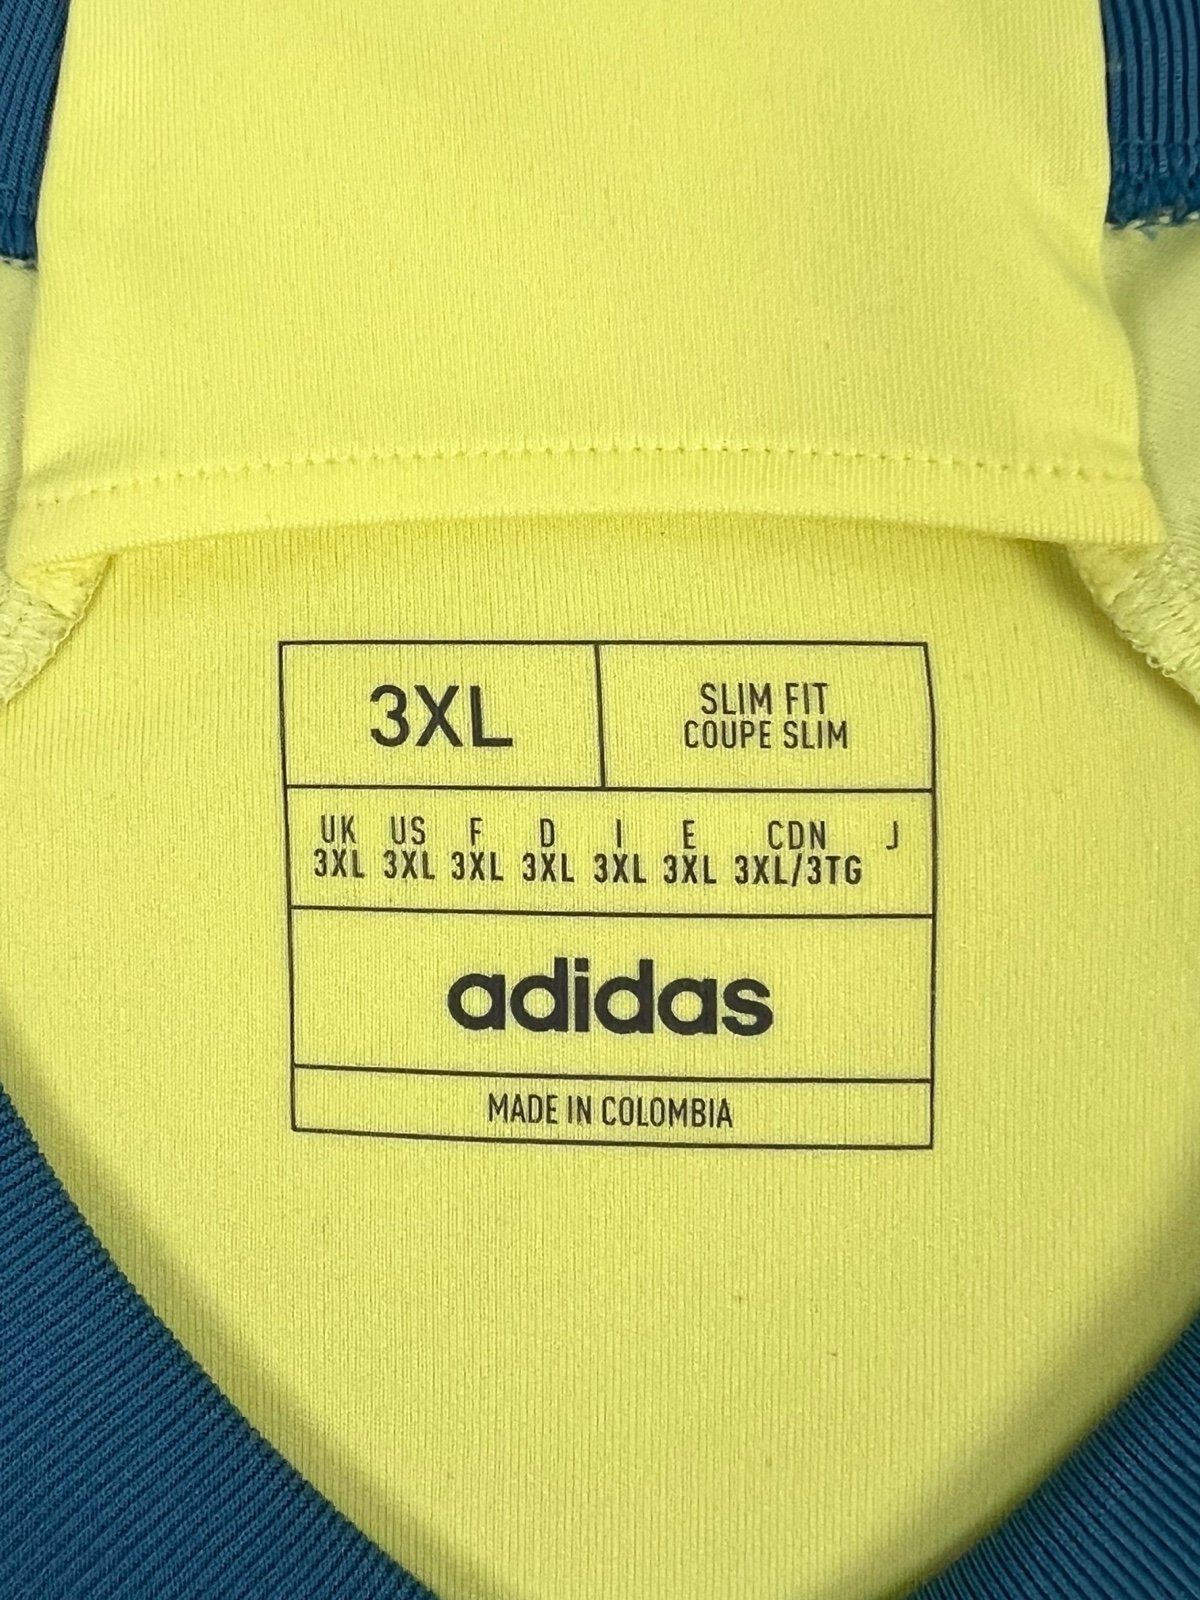 3XL
SLIM FIT
COUPE SLIM
UK US F D I E CDN J
3XL 3XL 3XL 3XL 3XL 3XL 3XL/3TG
adidas
MADE IN COLOMBIA